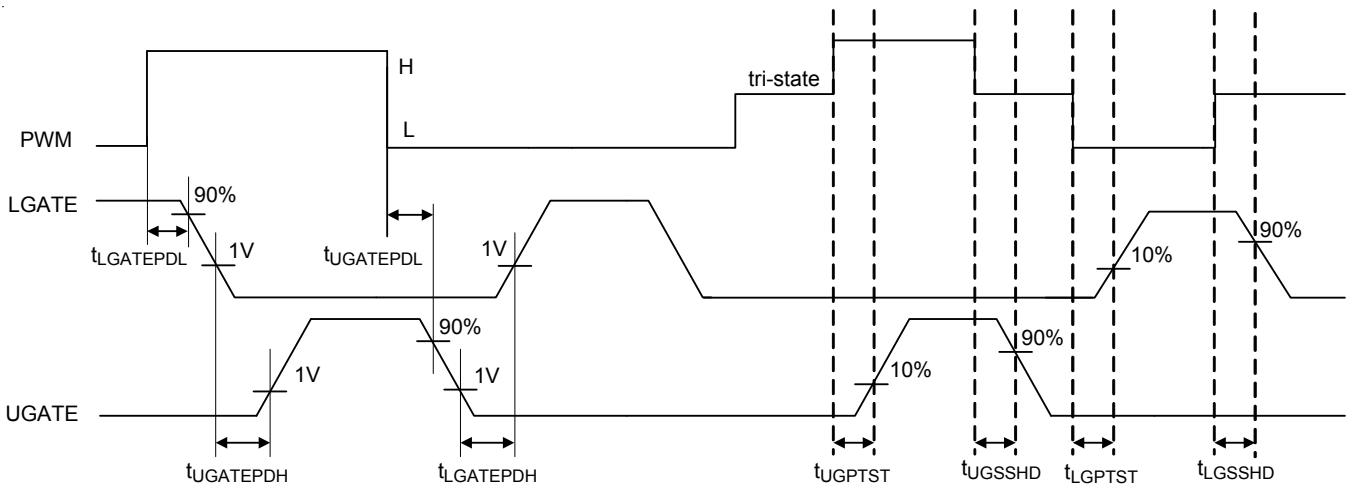 H
tri-state
L
PWM
90%
LGATE
tLGATEPDL
1V
tUGATEPDL
1V
10%
90%
90%
1V
1V
10%
90%
UGATE
tUGATEPDH
tLGATEPDH
tUGPTST
tUGSSHD
tLGPTST
tLGSSHD